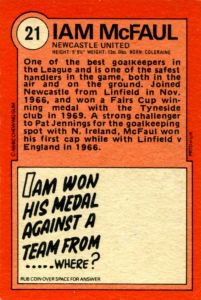 21
IAM McFAUL
NEWCASTLE UNITED
One of the best goalkeepers in
the League and is one of the safest
handlers in the game, both in the
air and on the ground. Joined
Newcastle from Linfield in Nov.
1966, and won a Fairs Cup win-
ning medal with the Tyneside
club in 1969. A strong challenger
to Pat Jennings for the goalkeeping
spot with N. Ireland, McFaul won
his first cap while with Linfield v
England in 1966.
IAM WON
HIS MEDAL
AGAINST A
TEAM FROM
.....WHERE?
RUB COIN OVER SPACE FOR ANSWER